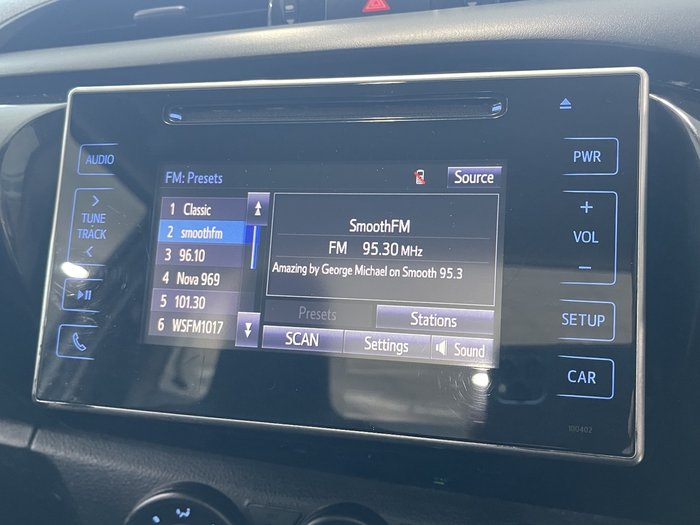 AUDIO
TUNE
TRACK
FM: Presets
Source
1 Classic
2 smoothfm
3 96.10
4 Nova 969
5 101.30
6 WSFM1017
SmoothFM
FM 95.30 MHz
Amazing by George Michael on Smooth 95.3
Presets
Stations
SCAN
Settings
Sound
PWR
+
VOL
-
SETUP
CAR
100402